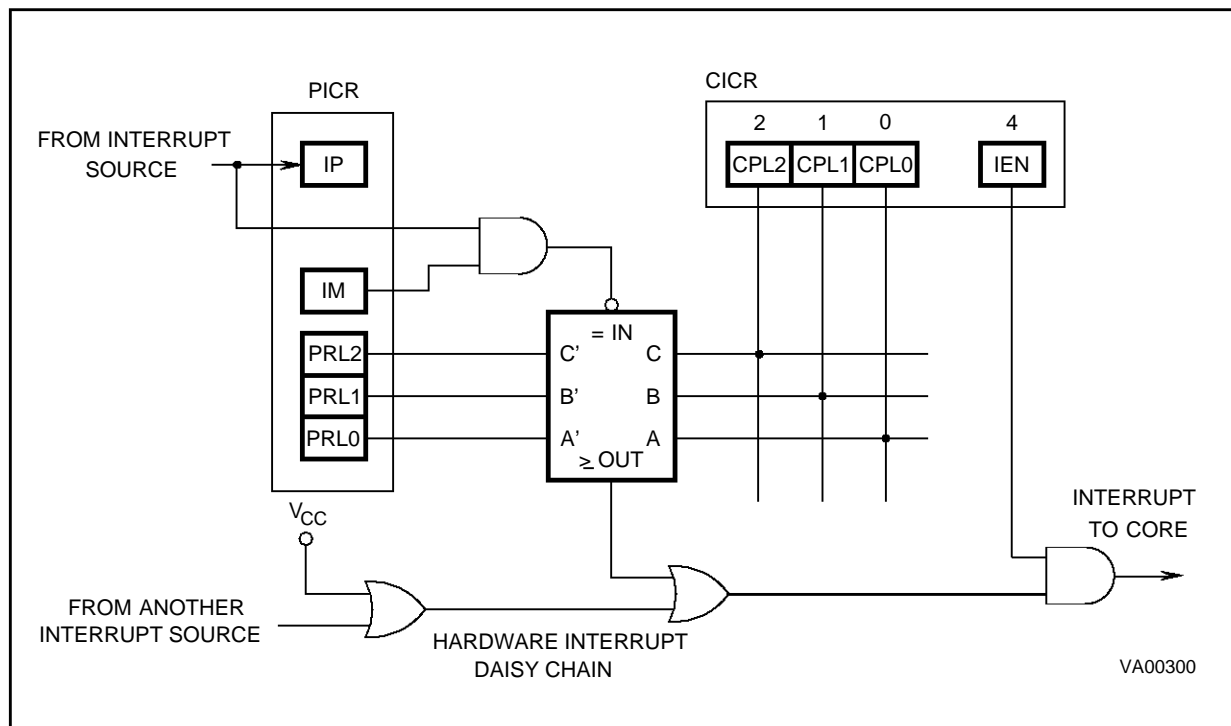 PICR
CICR
FROM INTERRUPT
SOURCE
IP
2 1 0 4
CPL2 CPL1 CPL0 IEN
IM
= IN
PRL2 C' C
PRL1 B' B
PRL0 A' A
≥ OUT
VCC
INTERRUPT
TO CORE
FROM ANOTHER
INTERRUPT SOURCE
HARDWARE INTERRUPT
DAISY CHAIN
VA00300